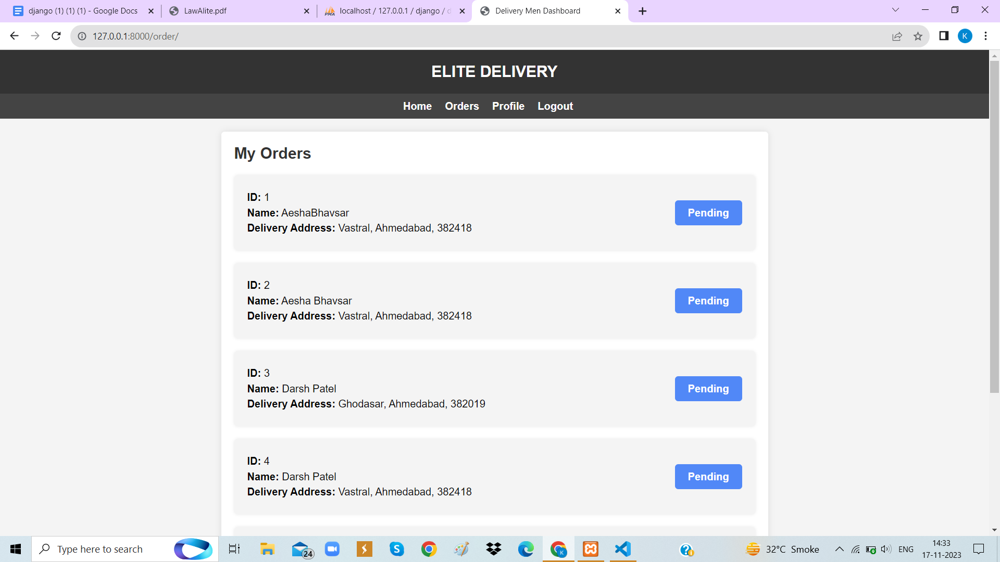 django (1) (1) (1) - Google Docs
LawAlite.pdf
localhost / 127.0.0.1 / django / d
Delivery Men Dashboard
127.0.0.1:8000/order/
K
ELITE DELIVERY
Home Orders Profile Logout
My Orders
ID: 1
Name: AeshaBhavsar
Delivery Address: Vastral, Ahmedabad, 382418
Pending
ID: 2
Name: Aesha Bhavsar
Delivery Address: Vastral, Ahmedabad, 382418
Pending
ID: 3
Name: Darsh Patel
Delivery Address: Ghodasar, Ahmedabad, 382019
Pending
ID: 4
Name: Darsh Patel
Delivery Address: Vastral, Ahmedabad, 382418
Pending
Type here to search
24
32°C Smoke
ENG
14:33
17-11-2023